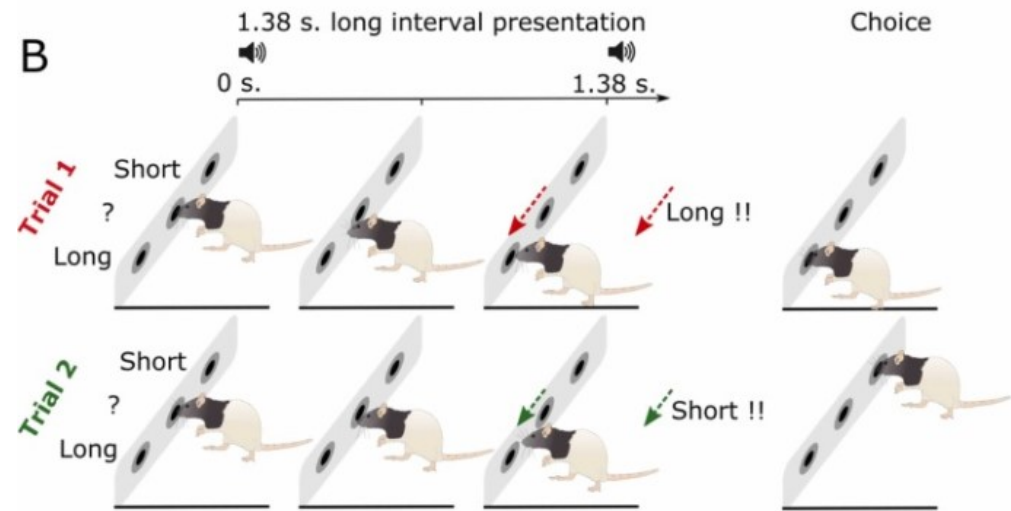 B
1.38 s. long interval presentation
Choice
0 s.
1.38 s.
Trial 1
Short
?
Long
Long !!
Trial 2
Short
?
Long
Short !!